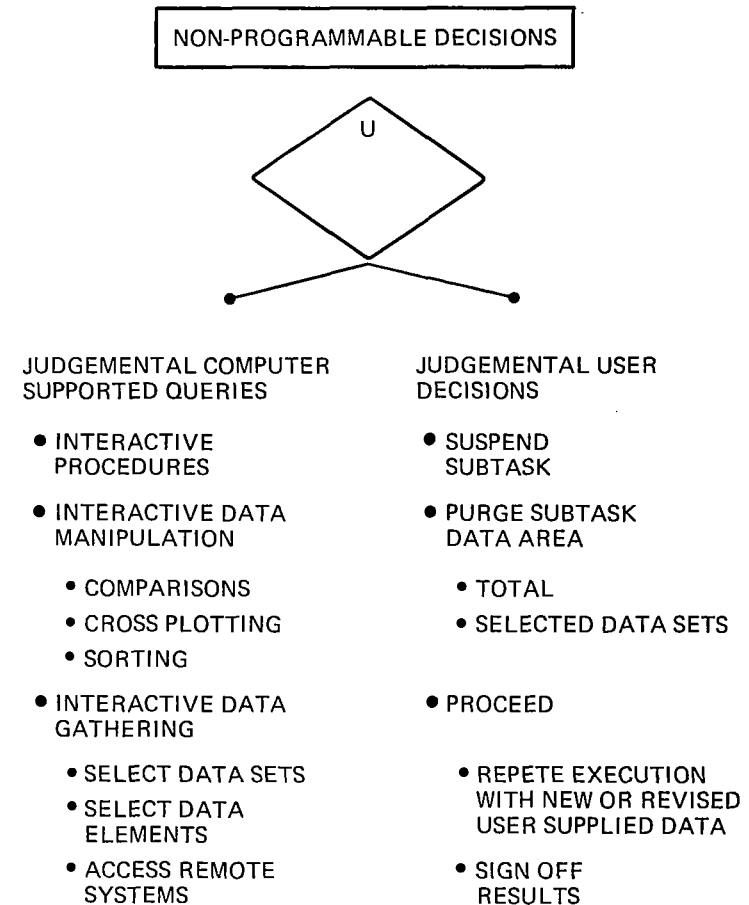 NON-PROGRAMMABLE DECISIONS
U
JUDGEMENTAL COMPUTER
SUPPORTED QUERIES
• INTERACTIVE
PROCEDURES
• INTERACTIVE DATA
MANIPULATION
• COMPARISONS
• CROSS PLOTTING
• SORTING
• INTERACTIVE DATA
GATHERING
• SELECT DATA SETS
• SELECT DATA
ELEMENTS
• ACCESS REMOTE
SYSTEMS
JUDGEMENTAL USER
DECISIONS
• SUSPEND
SUBTASK
• PURGE SUBTASK
DATA AREA
• TOTAL
• SELECTED DATA SETS
• PROCEED
• REPETE EXECUTION
WITH NEW OR REVISED
USER SUPPLIED DATA
• SIGN OFF
RESULTS